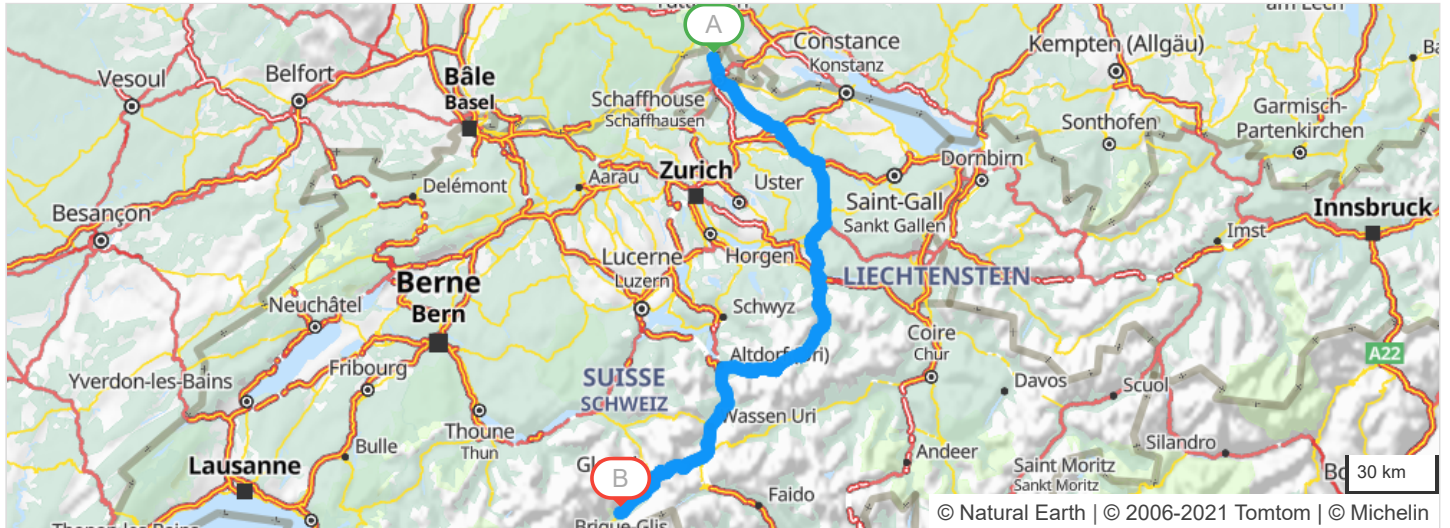 A
Constance
Konstanz
Kempten (Allgäu)
Vesoul
Belfort
Bâle
Basel
Schaffhouse
Schaffhausen
Garmisch-
Partenkirchen
Sonthofen
Dornbirn
Zurich
Uster
Aarau
Delémont
Saint-Gall
Sankt Gallen
Besançon
Innsbruck
Imst
Lucerne
Luzern
Horgen
LIECHTENSTEIN
Berne
Bern
Neuchâtel
Schwyz
Coire
Chur
A22
Fribourg
Yverdon-les-Bains
SUISSE
SCHWEIZ
Davos
Scuol
Wassen Uri
Thoune
Thun
Bulle
Silandro
Lausanne
Andeer
Saint Moritz
Sankt Moritz
30 km
B
Faido
Brigue-Glis
© Natural Earth | © 2006-2021 Tomtom | © Michelin